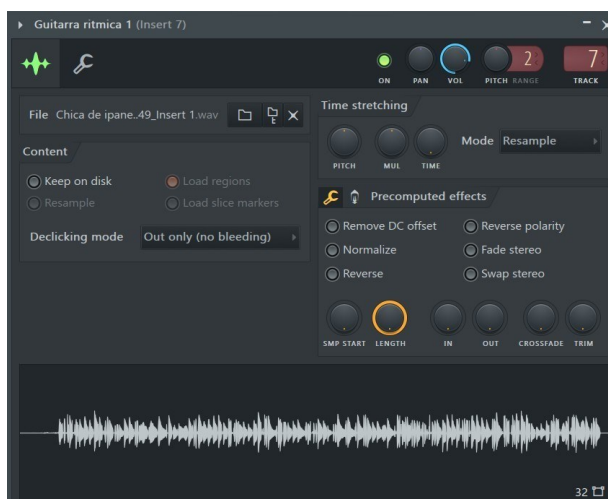 Guitarra ritmica 1 (Insert 7)
2
7
ON PAN VOL PITCH RANGE TRACK
File Chica de ipane..49_Insert 1.wav
Time stretching
PITCH MUL TIME
Mode Resample
Content
Keep on disk
Load regions
Resample
Load slice markers
Declicking mode Out only (no bleeding)
Precomputed effects
Remove DC offset
Reverse polarity
Normalize
Fade stereo
Reverse
Swap stereo
SMP START LENGTH IN OUT CROSSFADE TRIM
32